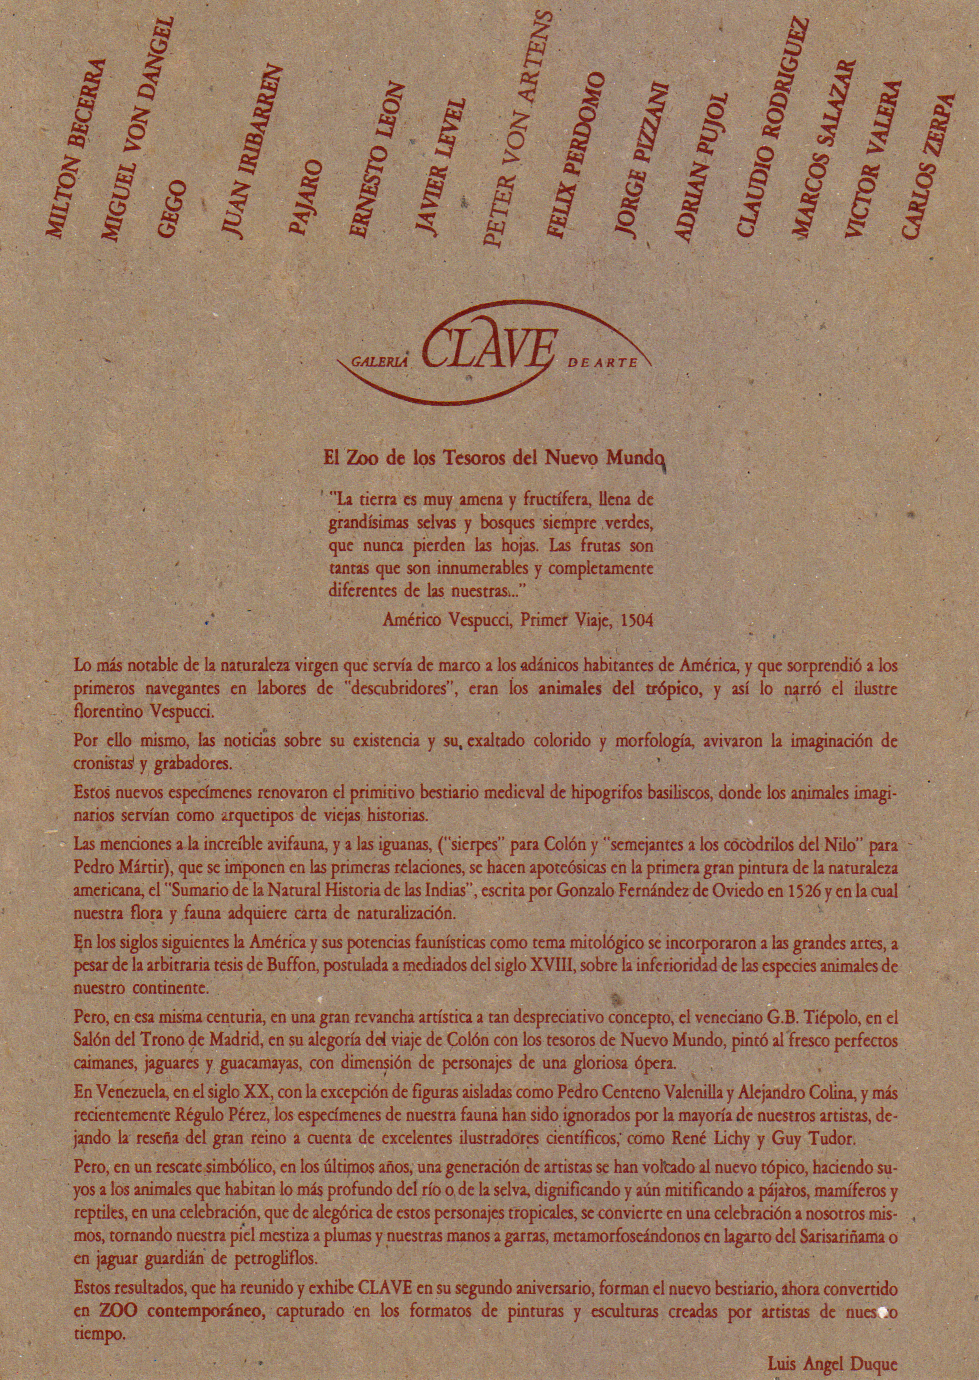 MILTON BECERRA
MIGUEL VON DANGEL
GEGO
JUAN IRIBARREN
PAJARO
ERNIESTO LEON
JAVIER LEVEL
PETER VON ARTENS
FELIX PERDOMO
JORGE PIZZANI
ADRIAN PUJOL
CLAUDIO RODRIGUEZ
MARCOS SALAZAR
VICTOR VALERA
CARLOS ZERPA
GALERIA CLAVE DE ARTE
El Zoo de los Tesoros del Nuevo Mundo
"La tierra es muy amena y fructífera, llena de
grandísimas selvas y bosques siempre verdes,
que nunca pierden las hojas. Las frutas son
tantas que son innumerables y completamente
diferentes de las nuestras..."
Américo Vespucci, Primer Viaje, 1504
Lo más notable de la naturaleza virgen que servía de marco a los adánicos habitantes de América, y que sorprendió a los
primeros navegantes en labores de "descubridores", eran los animales del trópico, y así lo narró el ilustre
florentino Vespucci.
Por ello mismo, las noticias sobre su existencia y su exaltado colorido y morfología, avivaron la imaginación de
cronistas y grabadores.
Estos nuevos especímenes renovaron el primitivo bestiario medieval de hipogrifos basiliscos, donde los animales imagi-
narios servían como arquetipos de viejas historias.
Las menciones a la increíble avifauna, y a las iguanas, ("sierpes" para Colón y "semejantes a los cocodrilos del Nilo" para
Pedro Mártir), que se imponen en las primeras relaciones, se hacen apoteósicas en la primera gran pintura de la naturaleza
americana, el "Sumario de la Natural Historia de las Indias", escrita por Gonzalo Fernández de Oviedo en 1526 y en la cual
nuestra flora y fauna adquiere carta de naturalización.
En los siglos siguientes la América y sus potencias faunísticas como tema mitológico se incorporaron a las grandes artes, a
pesar de la arbitraria tesis de Buffon, postulada a mediados del siglo XVIII, sobre la inferioridad de las especies animales de
nuestro continente.
Pero, en esa misma centuria, en una gran revancha artística a tan despreciativo concepto, el veneciano G.B. Tiépolo, en el
Salón del Trono de Madrid, en su alegoría del viaje de Colón con los tesoros de Nuevo Mundo, pintó al fresco perfectos
caimanes, jaguares y guacamayas, con dimensión de personajes de una gloriosa ópera.
En Venezuela, en el siglo XX, con la excepción de figuras aisladas como Pedro Centeno Valenilla y Alejandro Colina, y más
recientemente Régulo Pérez, los especímenes de nuestra fauna han sido ignorados por la mayoría de nuestros artistas, de-
jando la reseña del gran reino a cuenta de excelentes ilustradores científicos, como René Lichy y Guy Tudor.
Pero, en un rescate simbólico, en los últimos años, una generación de artistas se han volcado al nuevo tópico, haciendo su-
yos a los animales que habitan lo más profundo del río o de la selva, dignificando y aún mitificando a pájaros, mamíferos y
reptiles, en una celebración, que de alegórica de estos personajes tropicales, se convierte en una celebración a nosotros mis-
mos, tornando nuestra piel mestiza a plumas y nuestras manos a garras, metamorfoseándonos en lagarto del Sarisariñama o
en jaguar guardián de petrogliflos.
Estos resultados, que ha reunido y exhibe CLAVE en su segundo aniversario, forman el nuevo bestiario, ahora convertido
en ZOO contemporáneo, capturado en los formatos de pinturas y esculturas creadas por artistas de nuestro
tiempo.
Luis Angel Duque